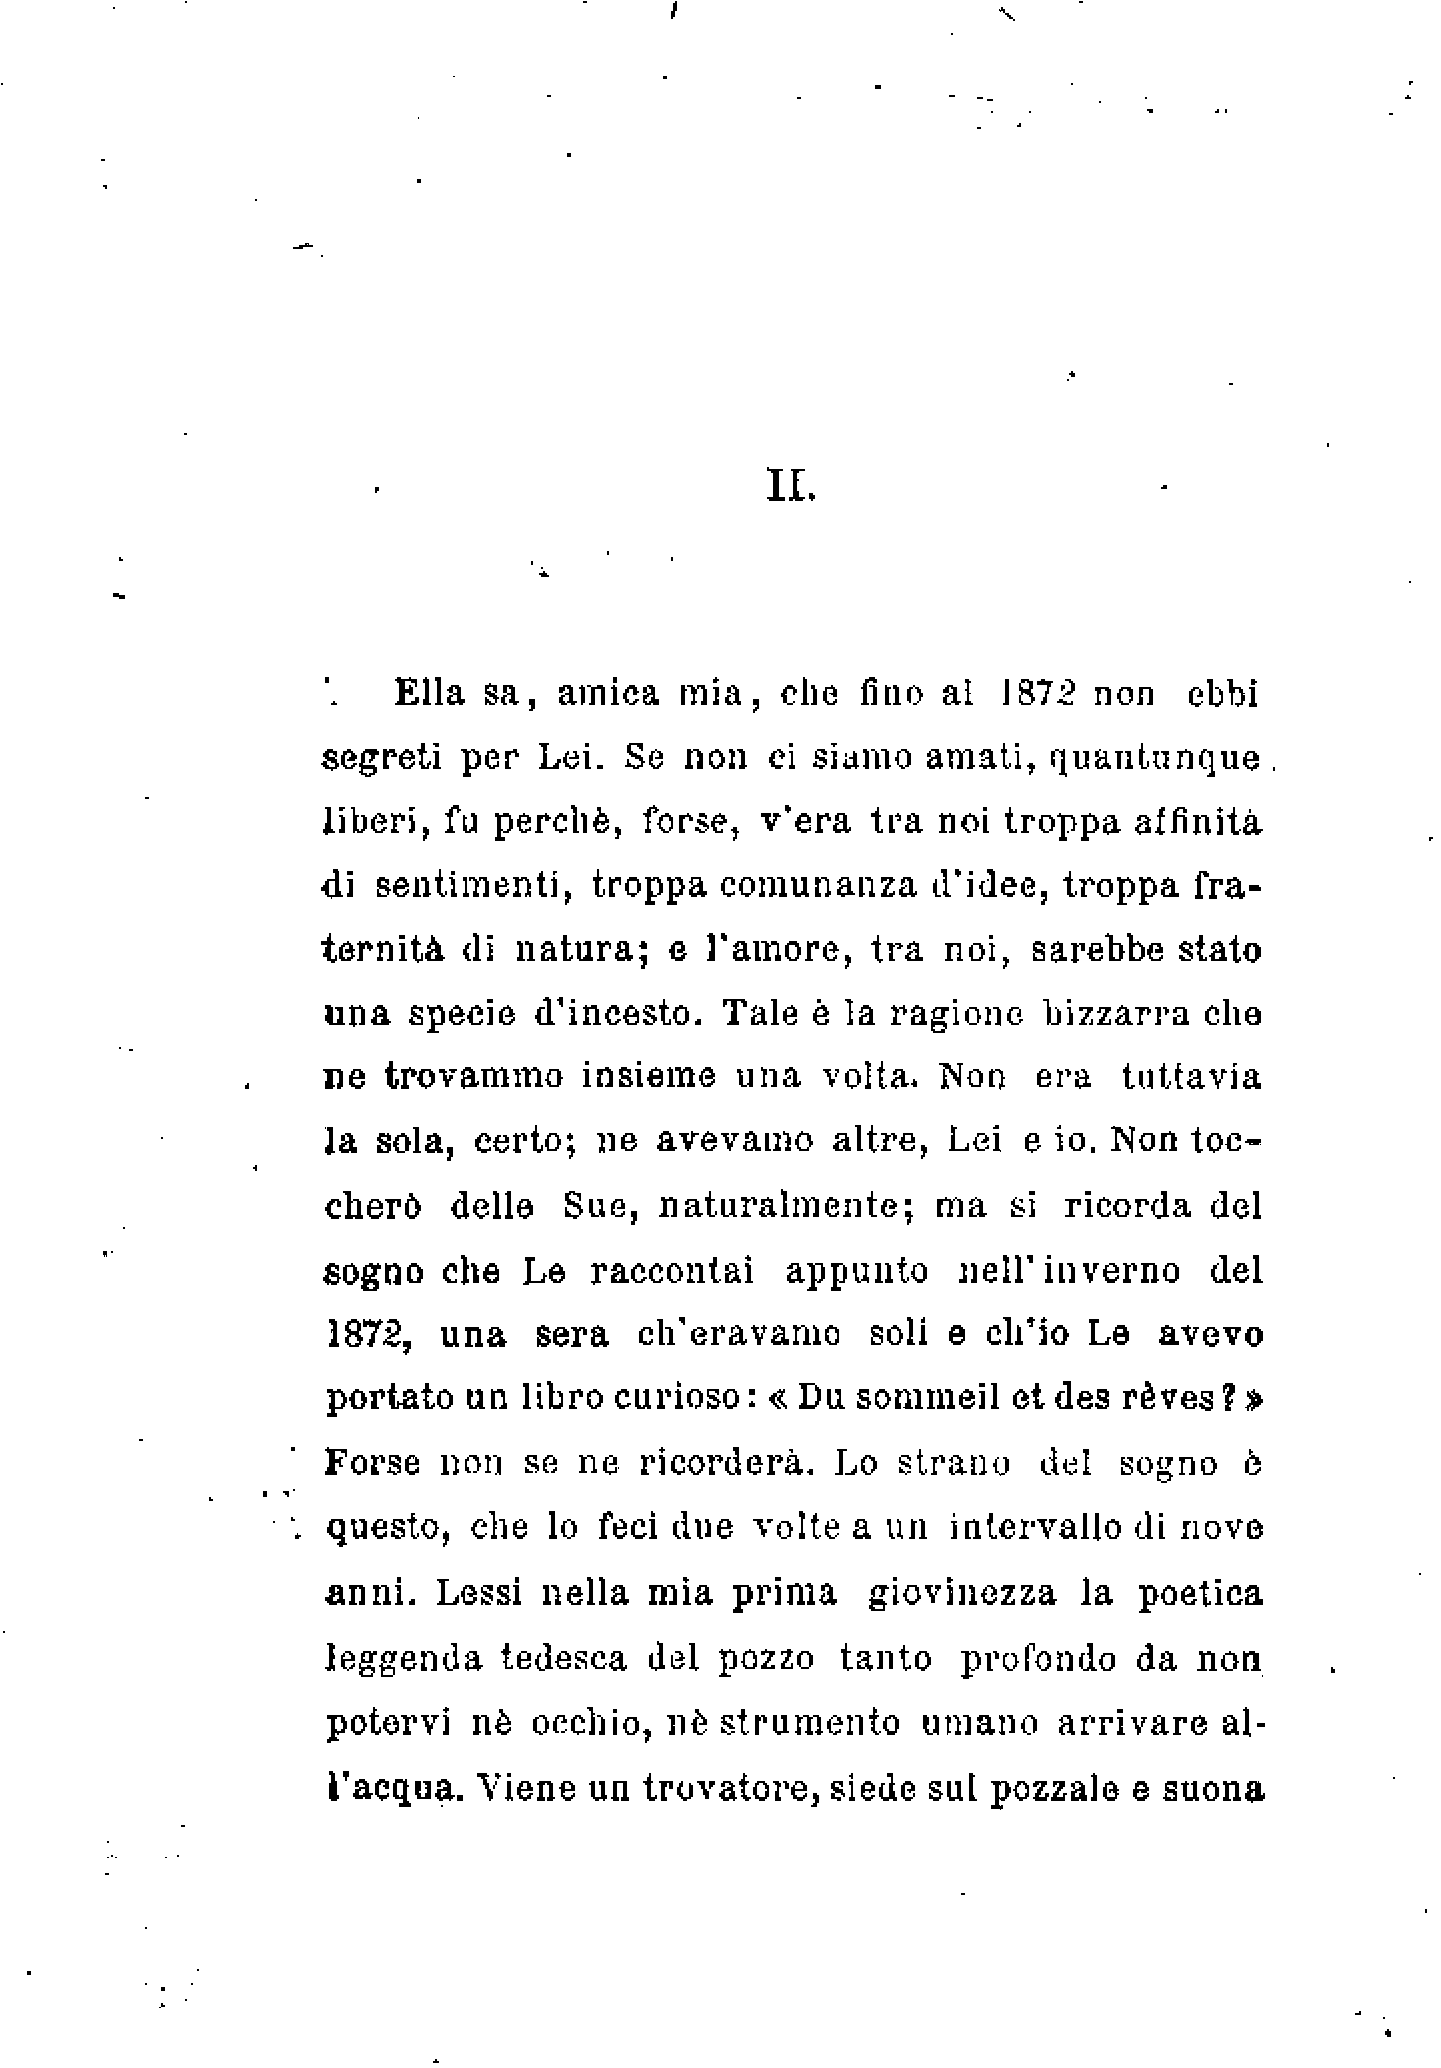 II.
Ella sa, amica mia, che fino al 1872 non ebbi
segreti per Lei. Se non ci siamo amati, quantunque
liberi, fu perchè, forse, v'era tra noi troppa affinità
di sentimenti, troppa comunanza d'idee, troppa fra-
ternità di natura; e l'amore, tra noi, sarebbe stato
una specie d'incesto. Tale è la ragione bizzarra che
ne trovammo insieme una volta. Non era tuttavia
la sola, certo; ne avevamo altre, Lei e io. Non toc-
cherò delle Sue, naturalmente; ma si ricorda del
sogno che Le raccontai appunto nell'inverno del
1872, una sera ch'eravamo soli e ch'io Le avevo
portato un libro curioso: « Du sommeil et des rêves? »
Forse non se ne ricorderà. Lo strano del sogno è
questo, che lo feci due volte a un intervallo di nove
anni. Lessi nella mia prima giovinezza la poetica
leggenda tedesca del pozzo tanto profondo da non
potervi nè occhio, nè strumento umano arrivare al-
l'acqua. Viene un trovatore, siede sul pozzale e suona